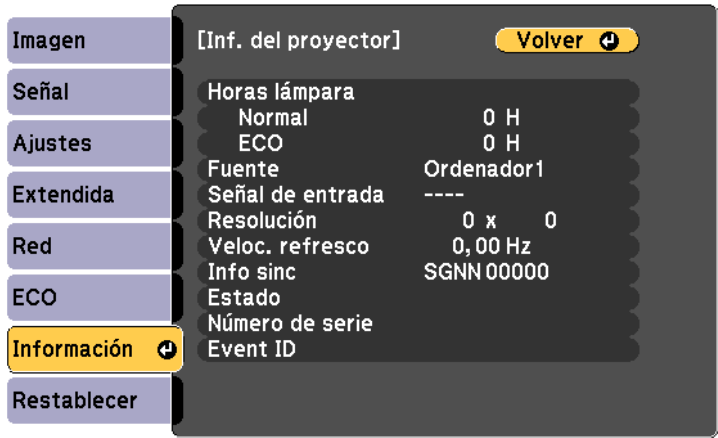 Imagen
Señal
Ajustes
Extendida
Red
ECO
Información
Restablecer
[Inf. del proyector] Volver
Horas lámpara
Normal 0 H
ECO 0 H
Fuente Ordenador1
Señal de entrada ----
Resolución 0 x 0
Veloc. refresco 0,00 Hz
Info sinc SGNN00000
Estado
Número de serie
Event ID